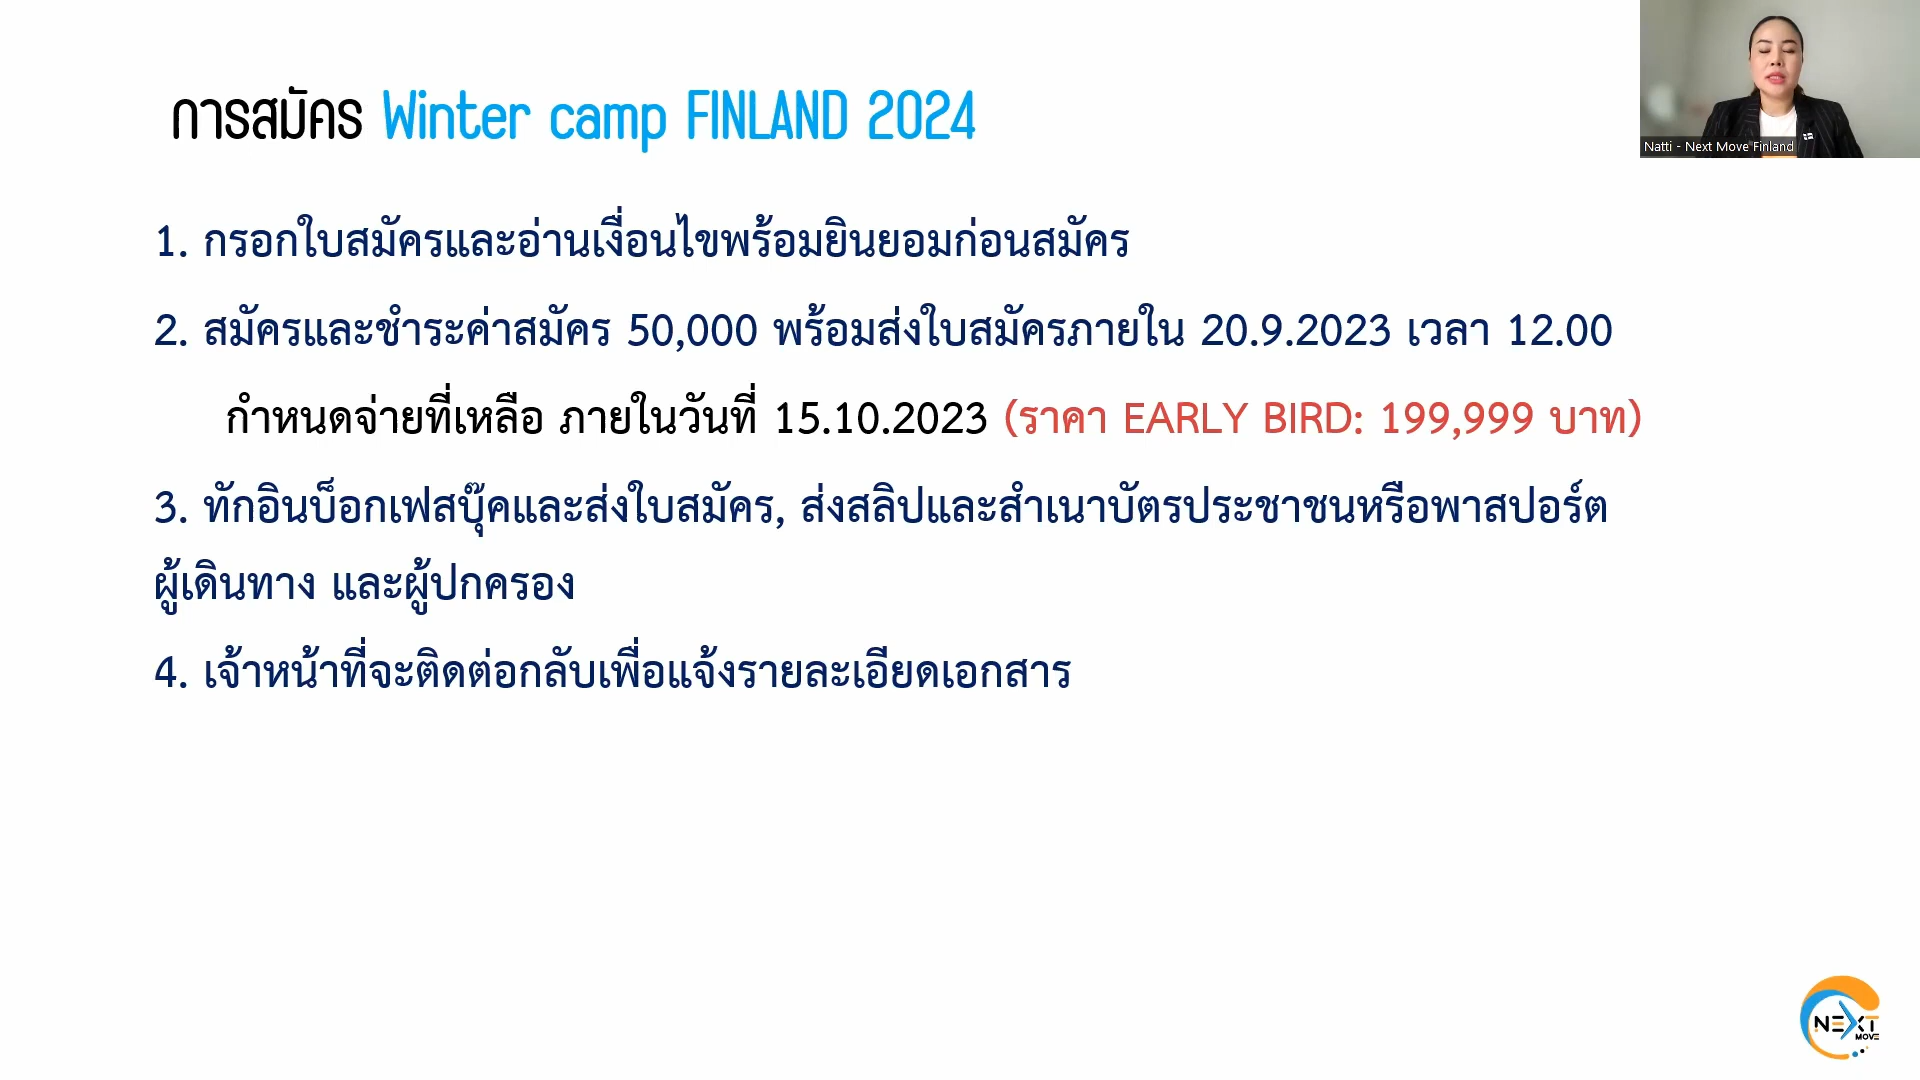 การสมัคร Winter camp FINLAND 2024
Natti - Next Move Finland
1. กรอกใบสมัครและอ่านเงื่อนไขพร้อมยินยอมก่อนสมัคร
2. สมัครและชำระค่าสมัคร 50,000 พร้อมส่งใบสมัครภายใน 20.9.2023 เวลา 12.00
กำหนดจ่ายที่เหลือ ภายในวันที่ 15.10.2023 (ราคา EARLY BIRD: 199,999 บาท)
3. ทักอินบ็อกเฟสบุ๊คและส่งใบสมัคร, ส่งสลิปและสำเนาบัตรประชาชนหรือพาสปอร์ต
ผู้เดินทาง และผู้ปกครอง
4. เจ้าหน้าที่จะติดต่อกลับเพื่อแจ้งรายละเอียดเอกสาร
NEXT
MOVE